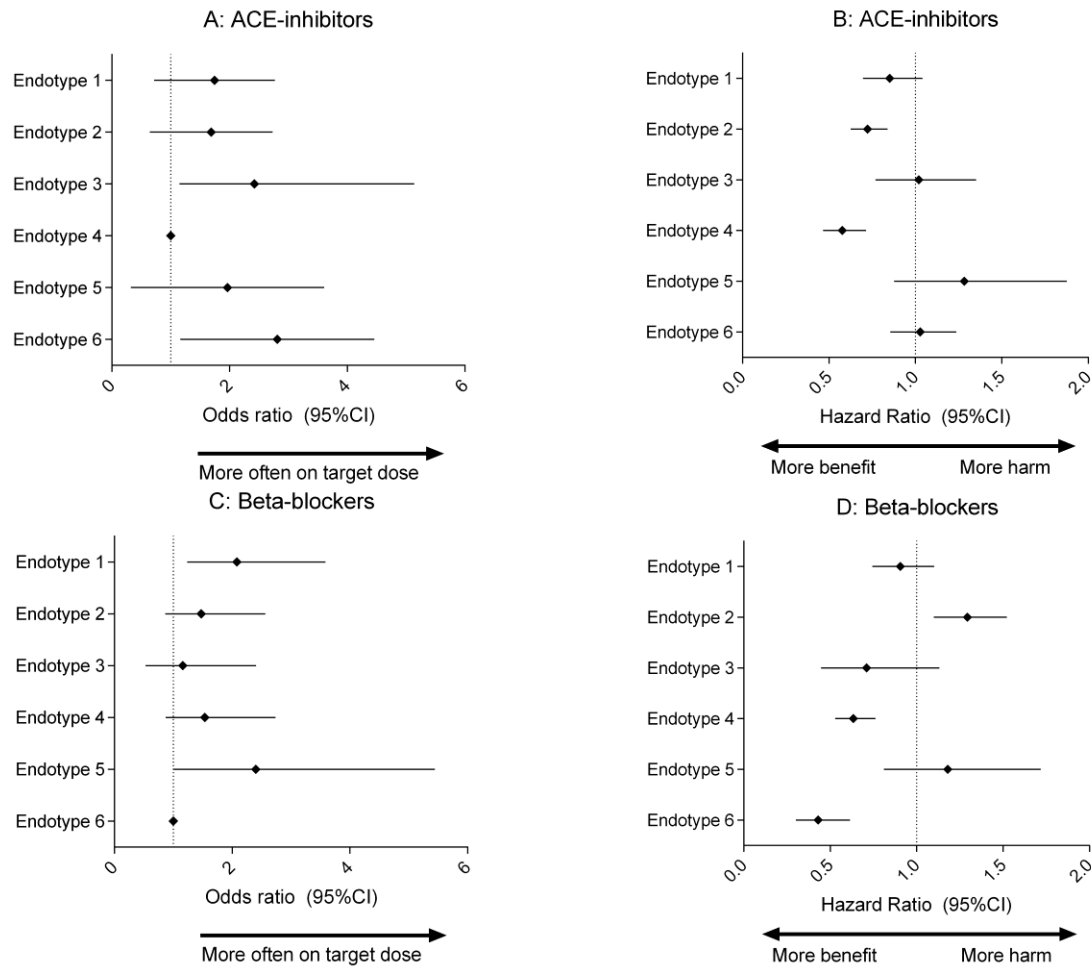 A: ACE-inhibitors
Endotype 1
Endotype 2
Endotype 3
Endotype 4
Endotype 5
Endotype 6
0
2
4
6
Odds ratio (95%CI)
More often on target dose
B: ACE-inhibitors
Endotype 1
Endotype 2
Endotype 3
Endotype 4
Endotype 5
Endotype 6
0.0
0.5
1.0
1.5
2.0
Hazard Ratio (95%CI)
More benefit
More harm
C: Beta-blockers
Endotype 1
Endotype 2
Endotype 3
Endotype 4
Endotype 5
Endotype 6
0
2
4
6
Odds ratio (95%CI)
More often on target dose
D: Beta-blockers
Endotype 1
Endotype 2
Endotype 3
Endotype 4
Endotype 5
Endotype 6
0.0
0.5
1.0
1.5
2.0
Hazard Ratio (95%CI)
More benefit
More harm